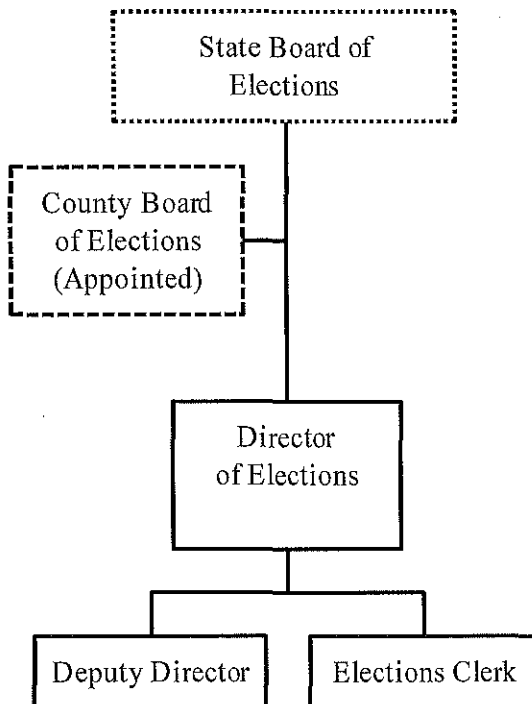 State Board of
Elections
County Board
of Elections
(Appointed)
Director
of Elections
Deputy Director
Elections Clerk